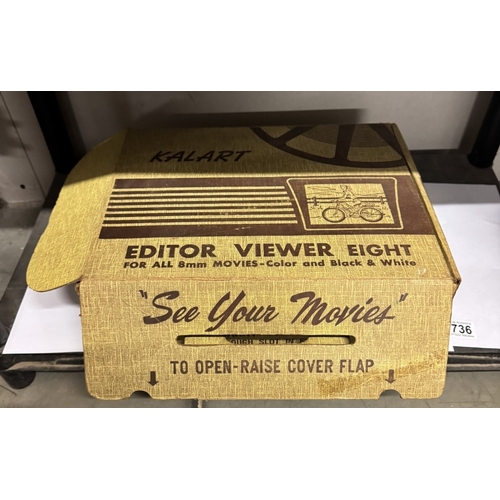 KALART
EDITOR VIEWER EIGHT
FOR ALL 8mm MOVIES-Color and Black & White
"See Your Movies"
TO OPEN-RAISE COVER FLAP
736